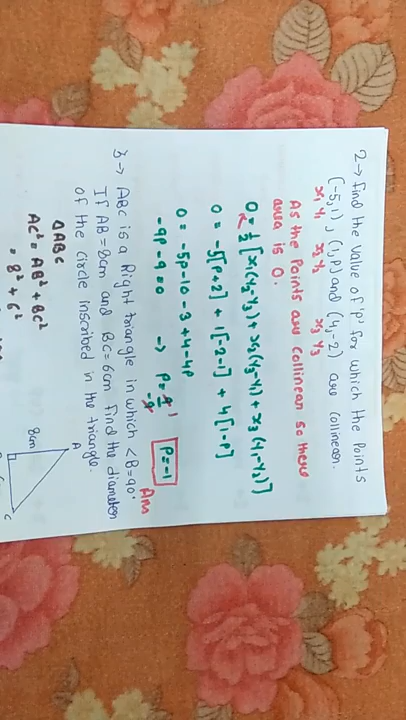 2→ find the value of 'p' for which the Points
(-5,1), (1,p) and (4,-2) are Collinear.
x₁ y₁ x₂ y₂ x₃ y₃
As the Points are Collinear so there
area is 0.
0 = 1/2 [x₁(y₂-y₃) + x₂(y₃-y₁) + x₃(y₁-y₂)]
0 = -5[p+2] + 1[-2-1] + 4[1-p]
0 = -5p-10-3+4-4p
-9p-9=0 → p = 9/-9 1
P=-1 Ans
3→ ABC is a Right triangle in which <B=90.
If AB=8cm and BC=6cm find the diameter
of the circle inscribed in the triangle.
A
ΔABC
8cm
AC² = AB² + BC²
= 8² + 6²
C